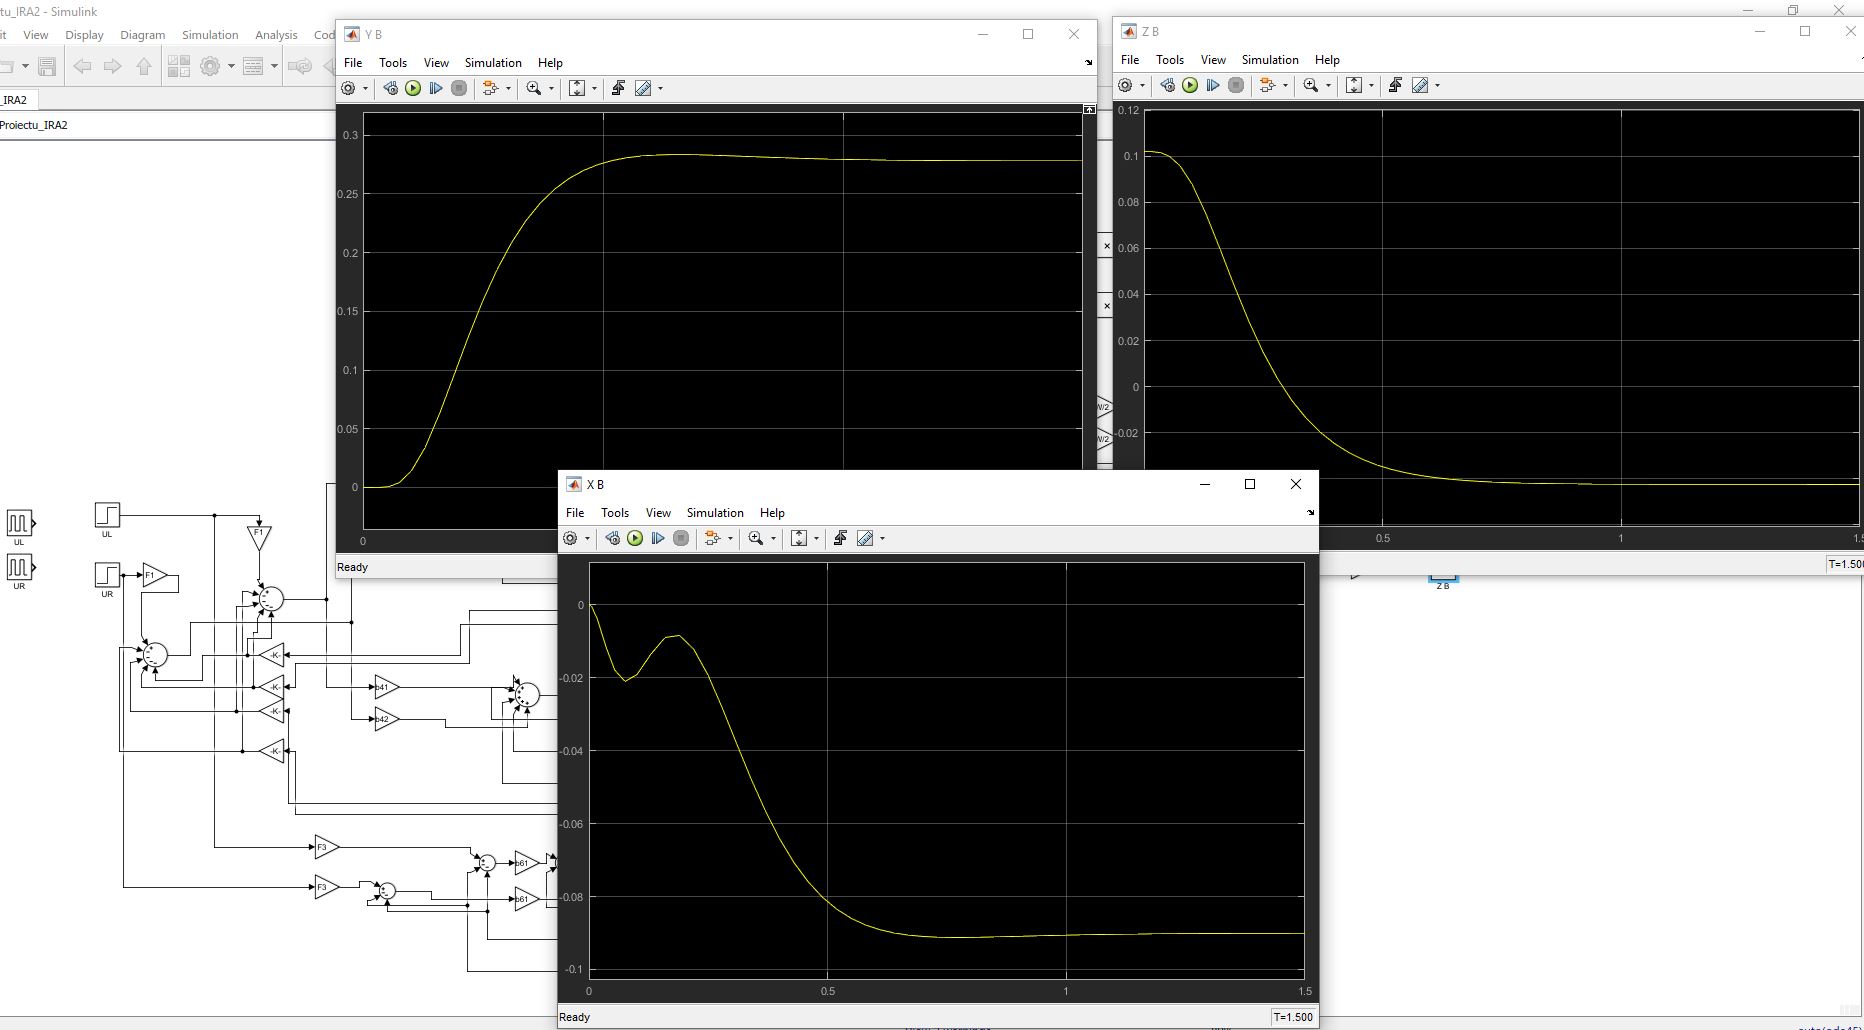 tu_IRA2 - Simulink
it View Display Diagram Simulation Analysis Cod
_IRA2
Proiectu_IRA2
Y B
File Tools View Simulation Help
0.3
0.25
0.2
0.15
0.1
0.05
0
0
Ready
Z B
File Tools View Simulation Help
0.12
0.1
0.08
0.06
0.04
0.02
0
-0.02
0.5
1
1.5
T=1.500
X B
File Tools View Simulation Help
0
-0.02
-0.04
-0.06
-0.08
-0.1
0
0.5
1
1.5
Ready
T=1.500
W/2
W/2
UL
UR
UL
UR
F1
F1
-K-
-K-
-K-
-K-
b41
b42
F3
F3
b61
b61
Z B